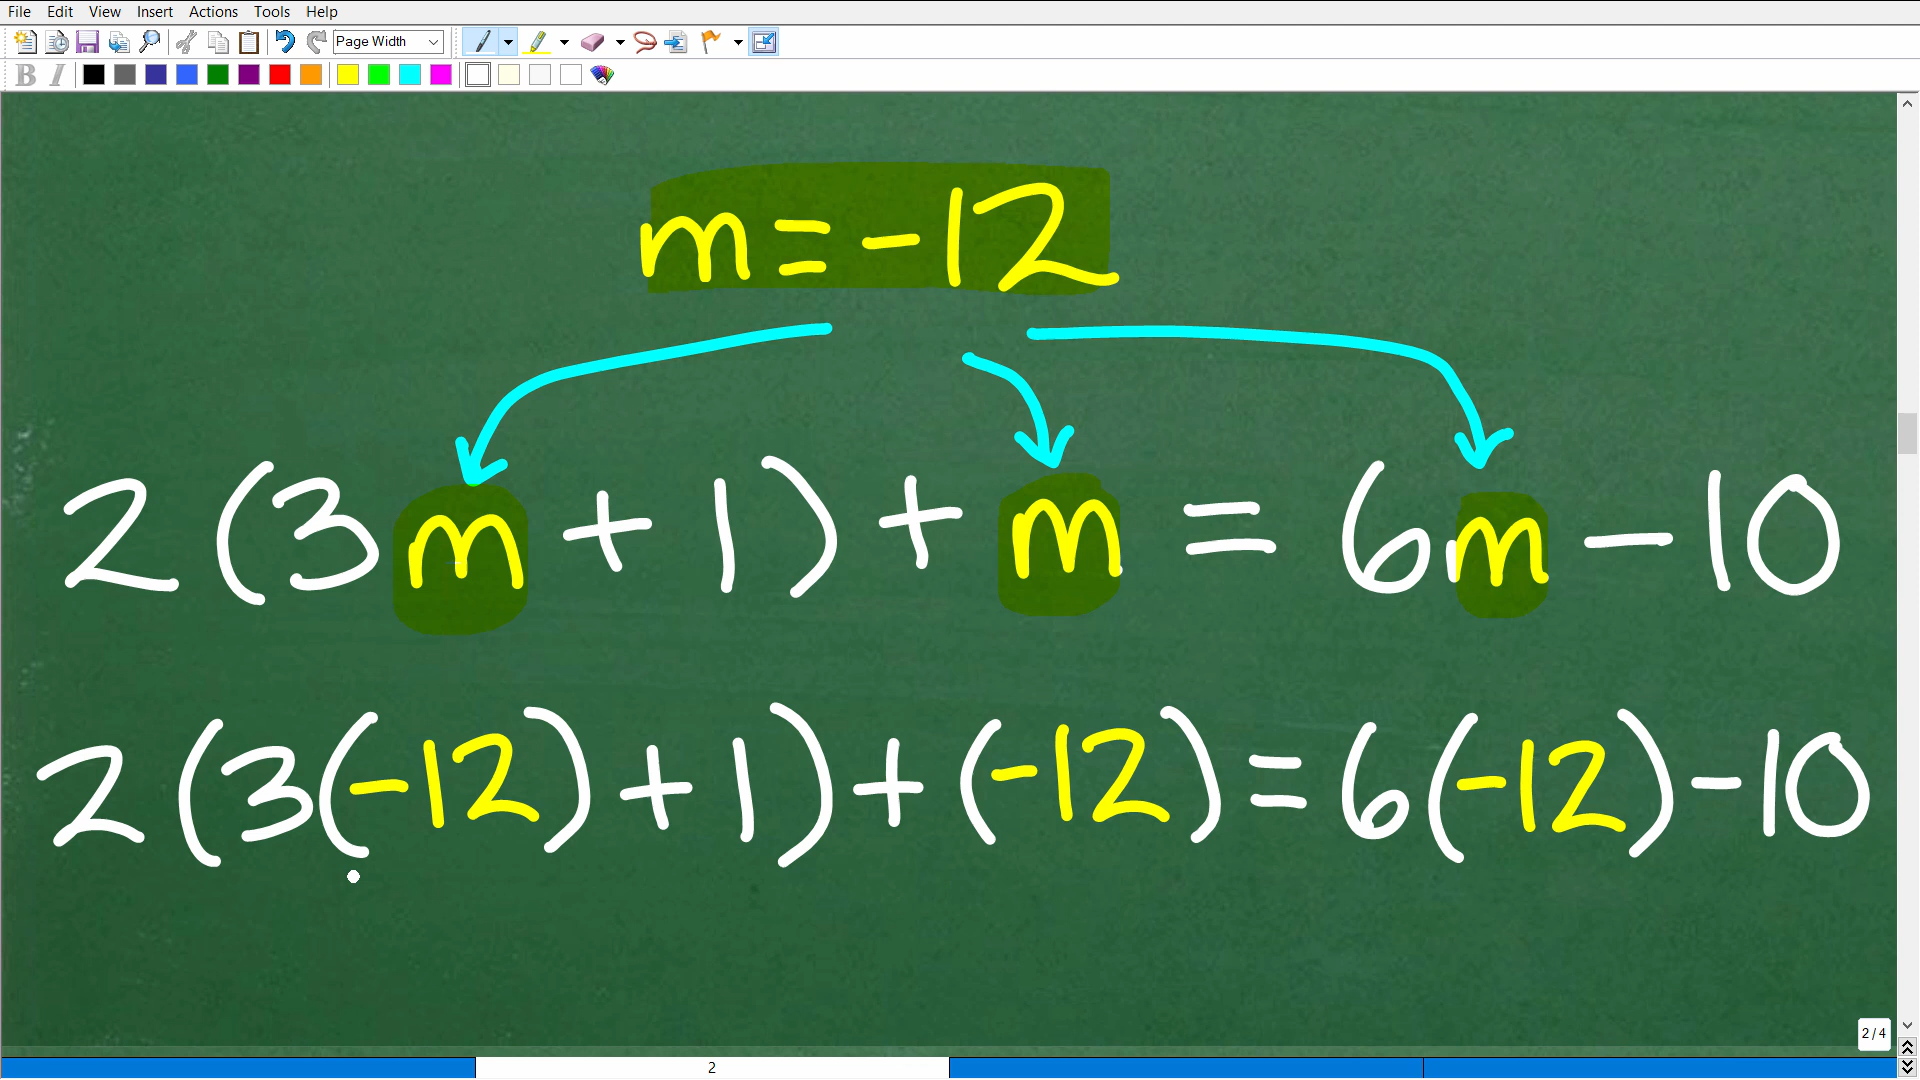 File Edit View Insert Actions Tools Help
Page Width
B I
m = -12
2(3m + 1) + m = 6m - 10
2(3(-12) + 1) + (-12) = 6(-12) - 10
2 / 4
2